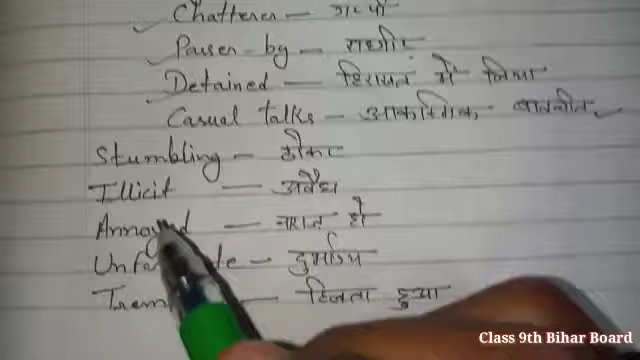 Chatterer – गप्पी
Passer-by – राहगीर
Detained – हिरासत में लिया
Casual talks – आकस्मिक बातचीत
Stumbling – ठोकर
Illicit – अवैध
Annoyed – नाराज हो
दुर्भाग्य
हिलता हुआ
Class 9th Bihar Board